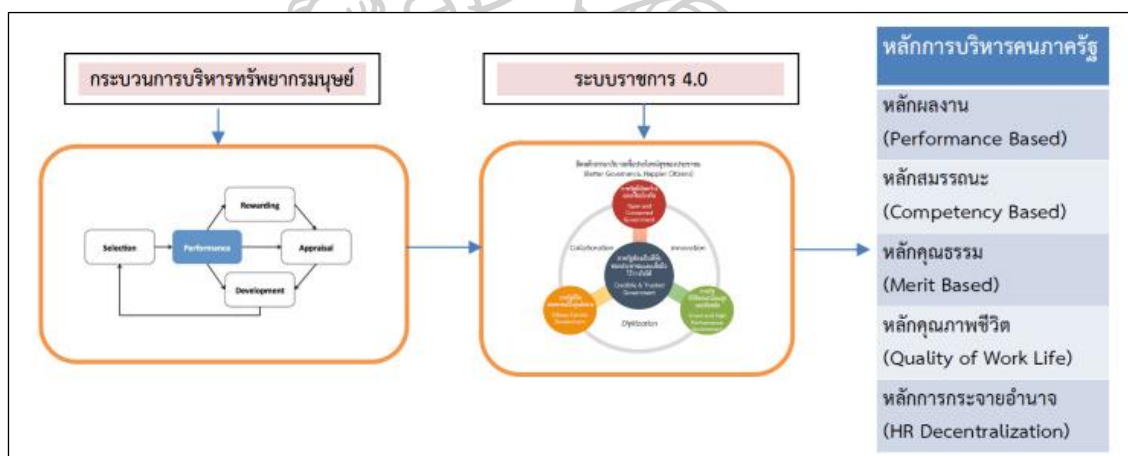 กระบวนการบริหารทรัพยากรมนุษย์
Rewarding
Selection
Performance
Appraisal
Development
ระบบราชการ 4.0
(Better Governance, Happier Citizens)
Open and
Connected
Government
Collaboration
Innovation
Credible & Trusted
Government
Citizen-Centric
Government
Smart and High
Performance
Government
Digitization
หลักการบริหารคนภาครัฐ
หลักผลงาน
(Performance Based)
หลักสมรรถนะ
(Competency Based)
หลักคุณธรรม
(Merit Based)
หลักคุณภาพชีวิต
(Quality of Work Life)
หลักการกระจายอำนาจ
(HR Decentralization)